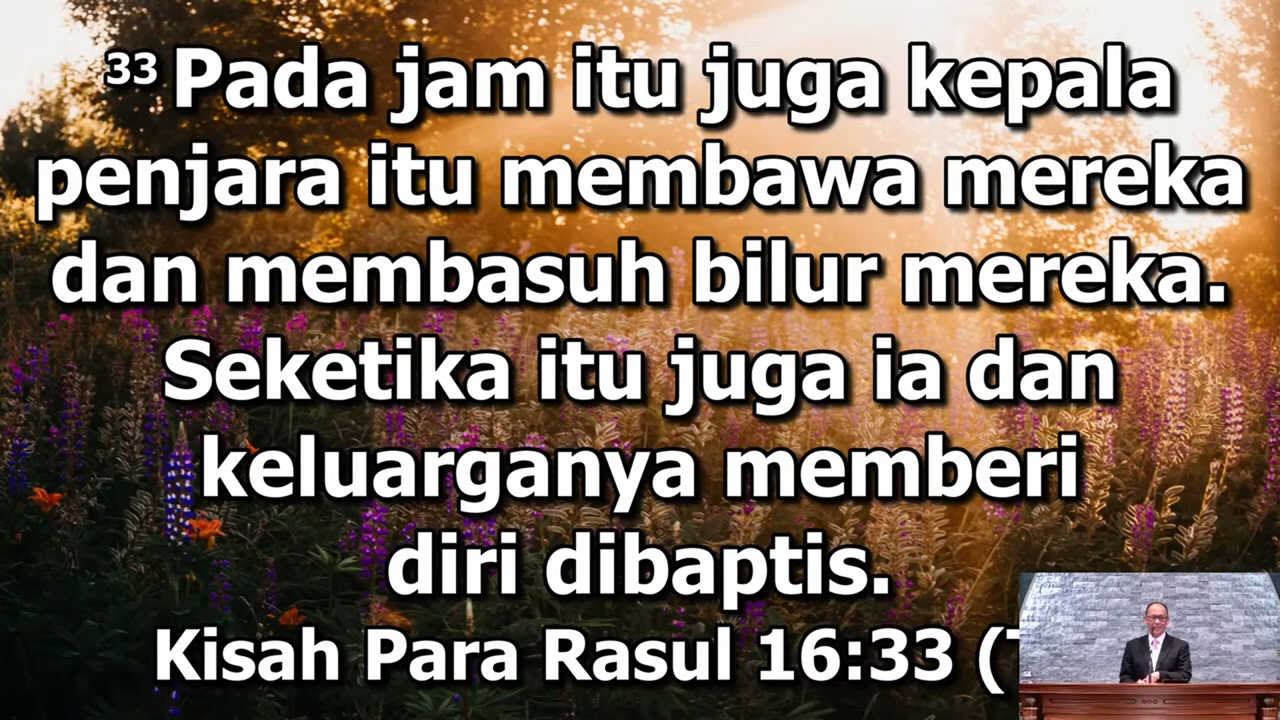 33 Pada jam itu juga kepala
penjara itu membawa mereka
dan membasuh bilur mereka.
Seketika itu juga ia dan
keluarganya memberi
diri dibaptis.
Kisah Para Rasul 16:33 (